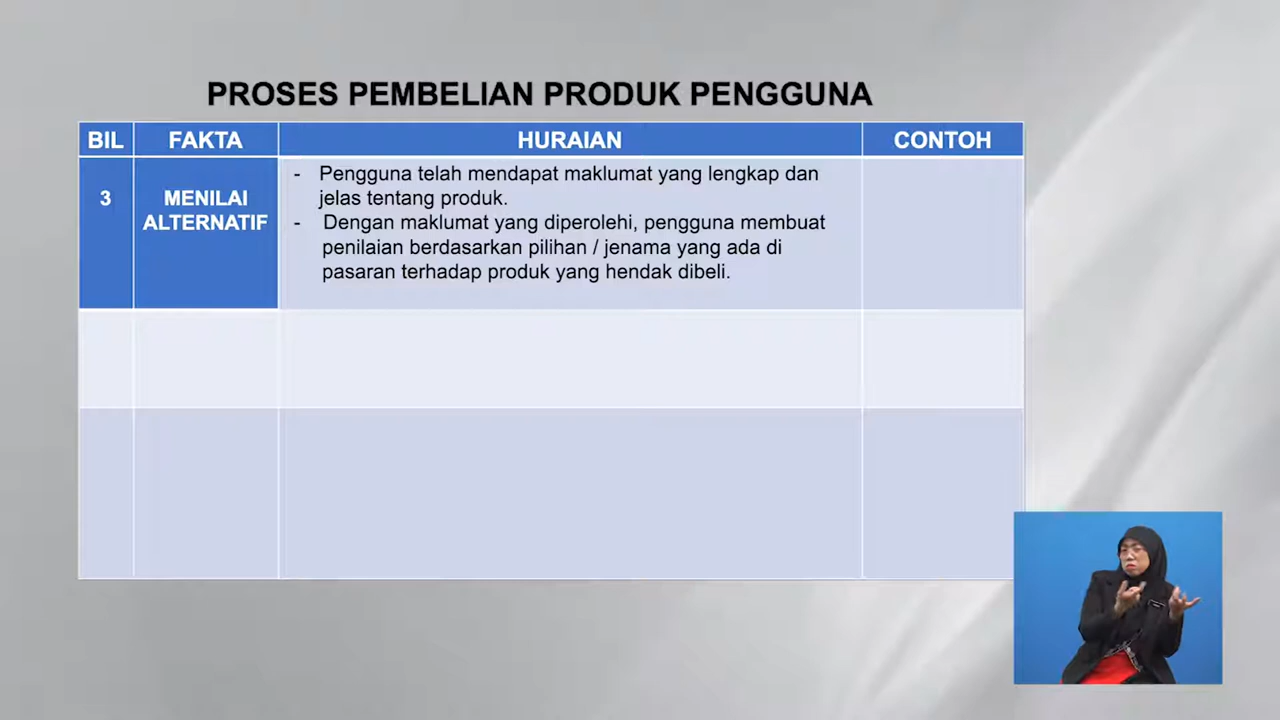 PROSES PEMBELIAN PRODUK PENGGUNA
BIL FAKTA HURAIAN CONTOH
3
MENILAI
ALTERNATIF
- Pengguna telah mendapat maklumat yang lengkap dan
jelas tentang produk.
- Dengan maklumat yang diperolehi, pengguna membuat
penilaian berdasarkan pilihan / jenama yang ada di
pasaran terhadap produk yang hendak dibeli.